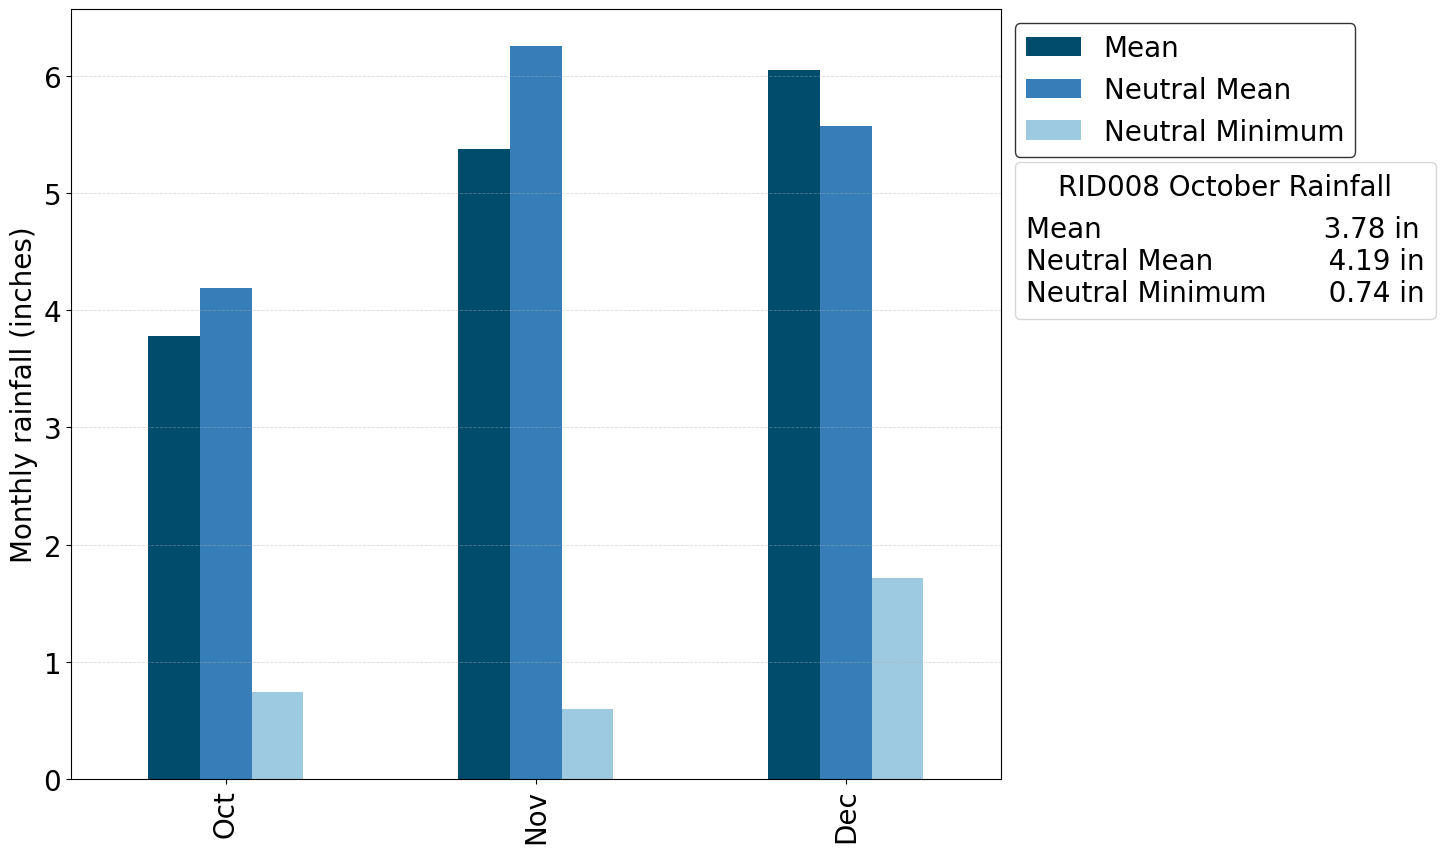 Monthly rainfall (inches)
6
5
4
3
2
1
0
Oct
Nov
Dec
Mean
Neutral Mean
Neutral Minimum
RID008 October Rainfall
Mean 3.78 in
Neutral Mean 4.19 in
Neutral Minimum 0.74 in